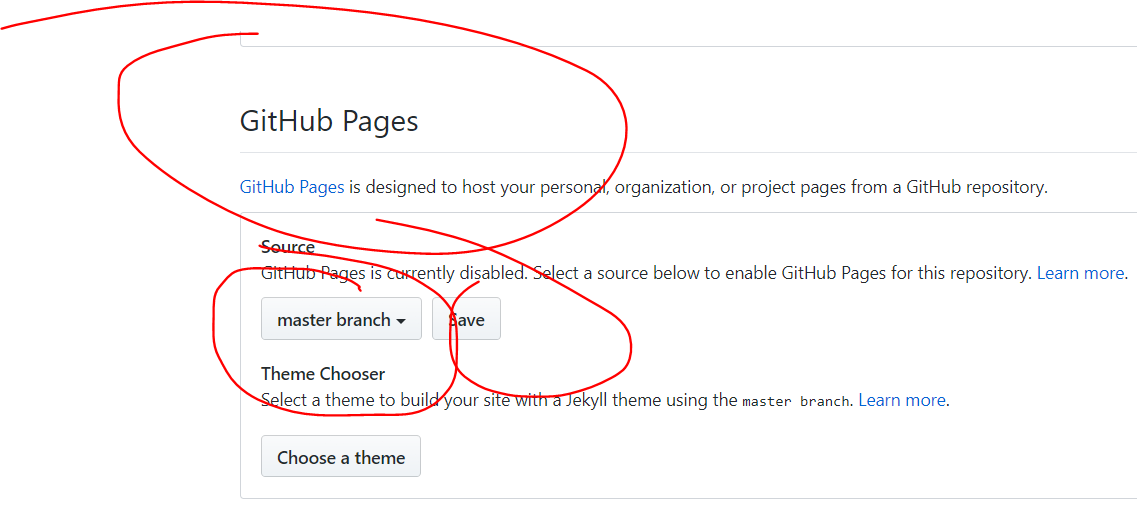 GitHub Pages
GitHub Pages is designed to host your personal, organization, or project pages from a GitHub repository.
Source
GitHub Pages is currently disabled. Select a source below to enable GitHub Pages for this repository. Learn more.
master branch Save
Theme Chooser
Select a theme to build your site with a Jekyll theme using the master branch. Learn more.
Choose a theme